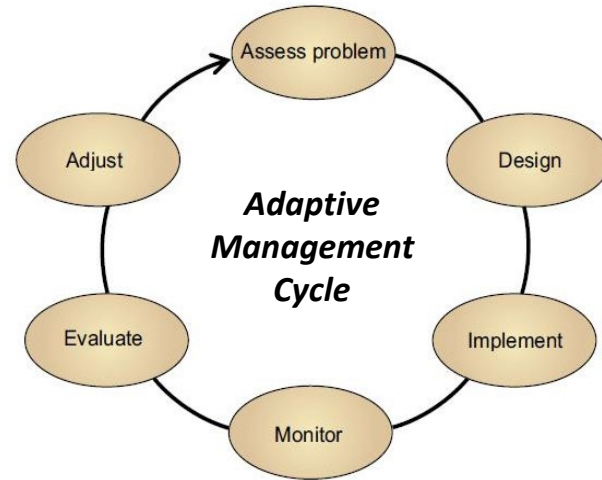 Assess problem
Design
Implement
Monitor
Evaluate
Adjust
Adaptive
Management
Cycle